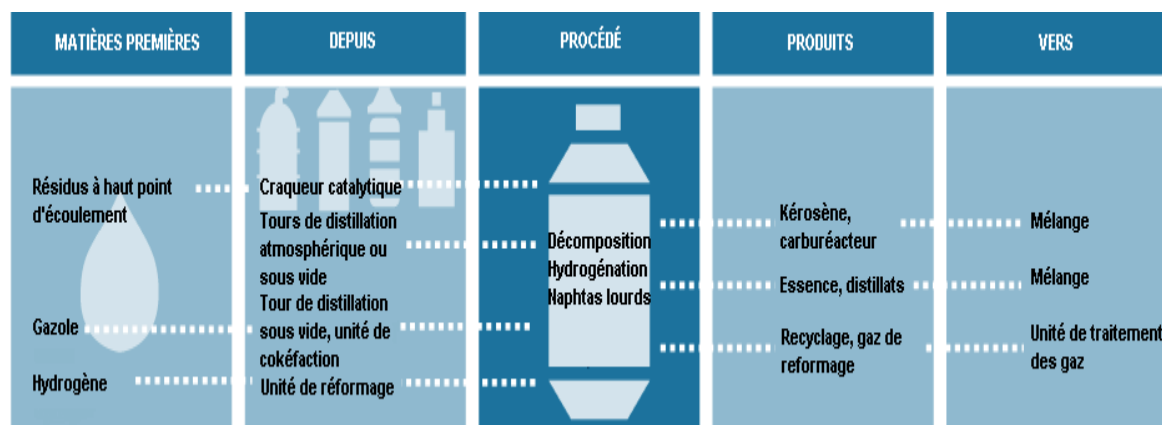 MATIÈRES PREMIÈRES
DEPUIS
PROCÉDÉ
PRODUITS
VERS
Résidus à haut point
d'écoulement
Gazole
Hydrogène
Craqueur catalytique
Tours de distillation
atmosphérique ou
sous vide
Tour de distillation
sous vide, unité de
cokéfaction
Unité de réformage
Décomposition
Hydrogénation
Naphtas lourds
Kérosène,
carburéacteur
Essence, distillats
Recyclage, gaz de
reformage
Mélange
Mélange
Unité de traitement
des gaz